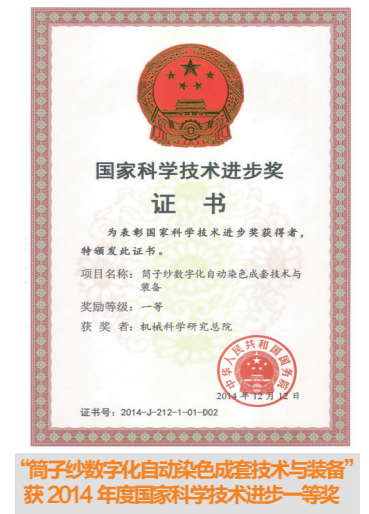 国家科学技术进步奖
证 书
为表彰国家科学技术进步奖获得者，
特颁发此证书。
项目名称： 筒子纱数字化自动染色成套技术与
装备
奖励等级： 一等
获 奖 者： 机械科学研究总院
中华人民共和国国务院
2014 年 12 月 12 日
证书号： 2014-J-212-1-01-D02
“筒子纱数字化自动染色成套技术与装备”
获 2014 年度国家科学技术进步一等奖